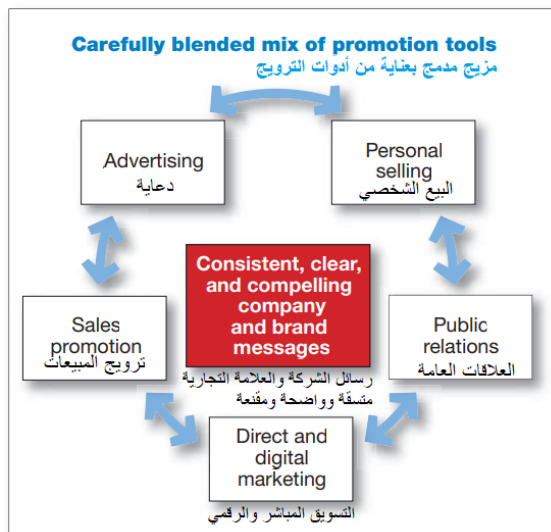 Carefully blended mix of promotion tools
مزيج مدمج بعناية من أدوات الترويج
Advertising
دعاية
Personal
selling
البيع الشخصي
Consistent, clear,
and compelling
company
and brand
messages
رسائل الشركة والعلامة التجارية
متسقة وواضحة ومقنعة
Sales
promotion
ترويج المبيعات
Public
relations
العلاقات العامة
Direct and
digital
marketing
التسويق المباشر والرقمي